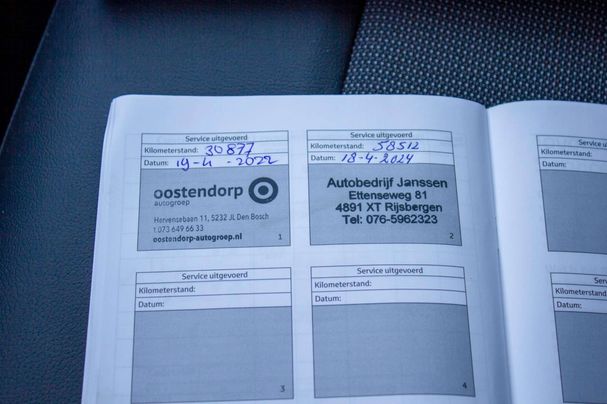 Service uitgevoerd
Kilometerstand: 30877
Datum: 19-4-2022
oostendorp
autogroep
Hervensebaan 11, 5232 JL Den Bosch
t 073 649 66 33
oostendorp-autogroep.nl
1
Service uitgevoerd
Kilometerstand: 58512
Datum: 18-4-2024
Autobedrijf Janssen
Ettenseweg 81
4891 XT Rijsbergen
Tel: 076-5962323
2
Kilometerstand:
Datum:
Service uitgevoerd
Kilometerstand:
Datum:
3
Service uitgevoerd
Kilometerstand:
Datum:
4
Kilometerstand:
Datum: